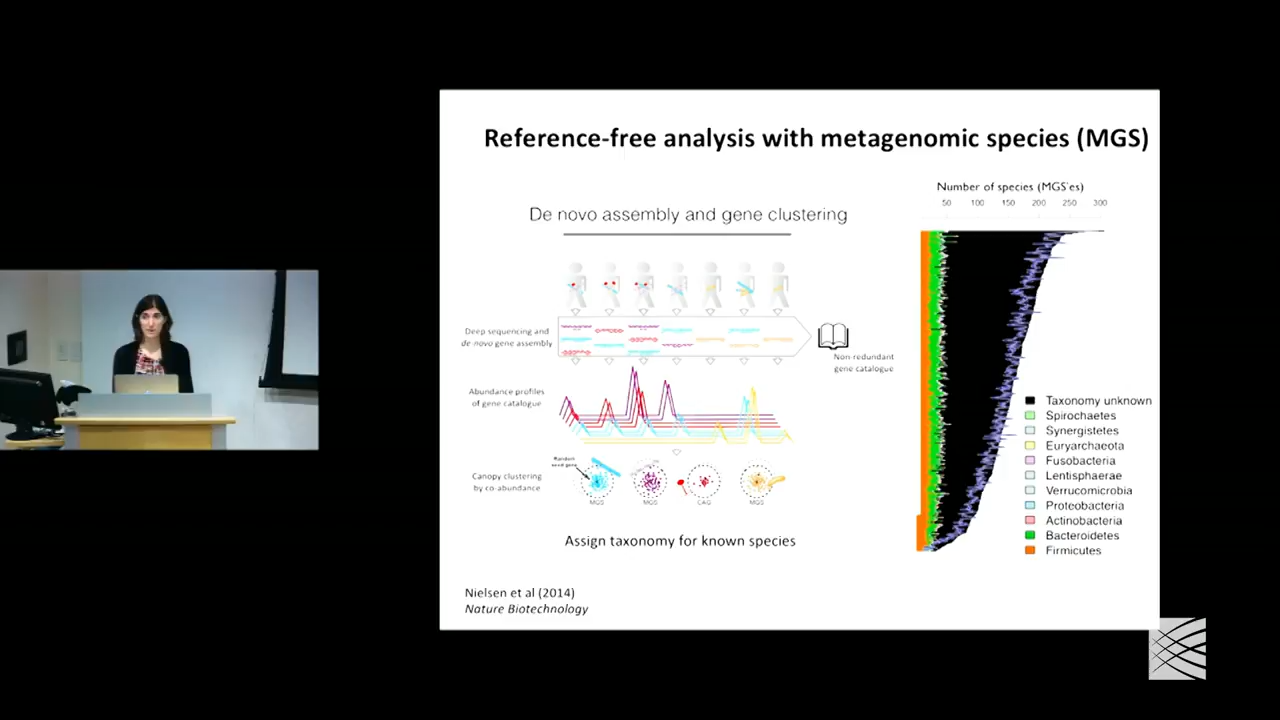 Reference-free analysis with metagenomic species (MGS)
De novo assembly and gene clustering
Deep sequencing and
de novo gene assembly
Non-redundant
gene catalogue
Abundance profiles
of gene catalogue
Random
seed gene
Canopy clustering
by co-abundance
MGS
MGS
CAG
MGS
Assign taxonomy for known species
Nielsen et al (2014)
Nature Biotechnology
Number of species (MGS'es)
50 100 150 200 250 300
Taxonomy unknown
Spirochaetes
Synergistetes
Euryarchaeota
Fusobacteria
Lentisphaerae
Verrucomicrobia
Proteobacteria
Actinobacteria
Bacteroidetes
Firmicutes